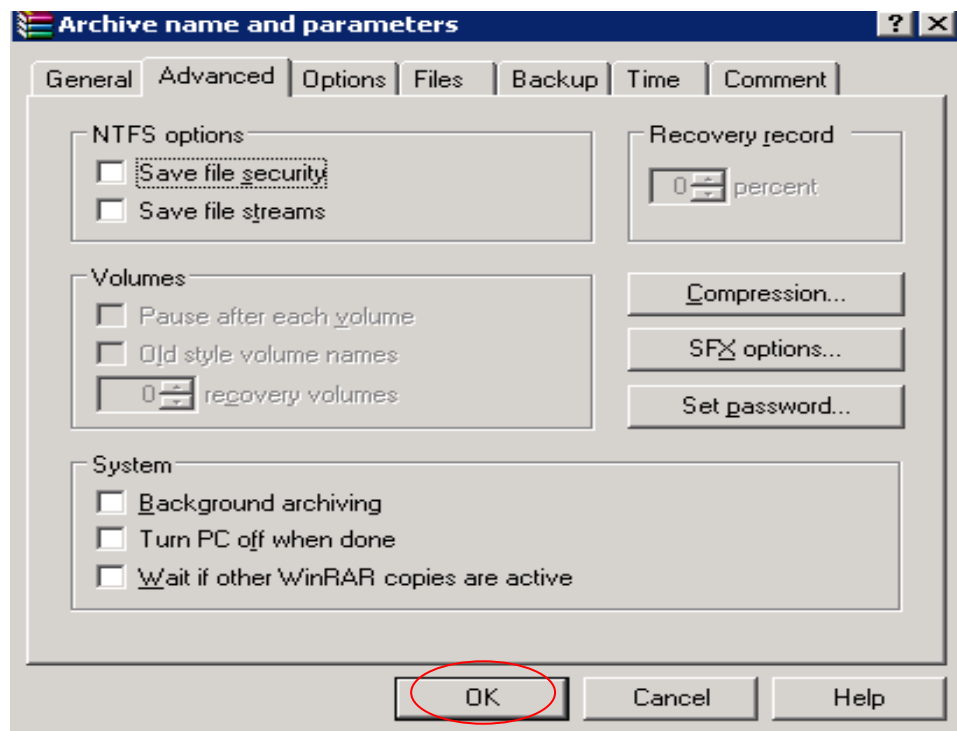 Archive name and parameters
General Advanced Options Files Backup Time Comment
NTFS options
Save file security
Save file streams
Recovery record
0 percent
Volumes
Pause after each volume
Old style volume names
0 recovery volumes
Compression...
SFX options...
Set password...
System
Background archiving
Turn PC off when done
Wait if other WinRAR copies are active
OK Cancel Help